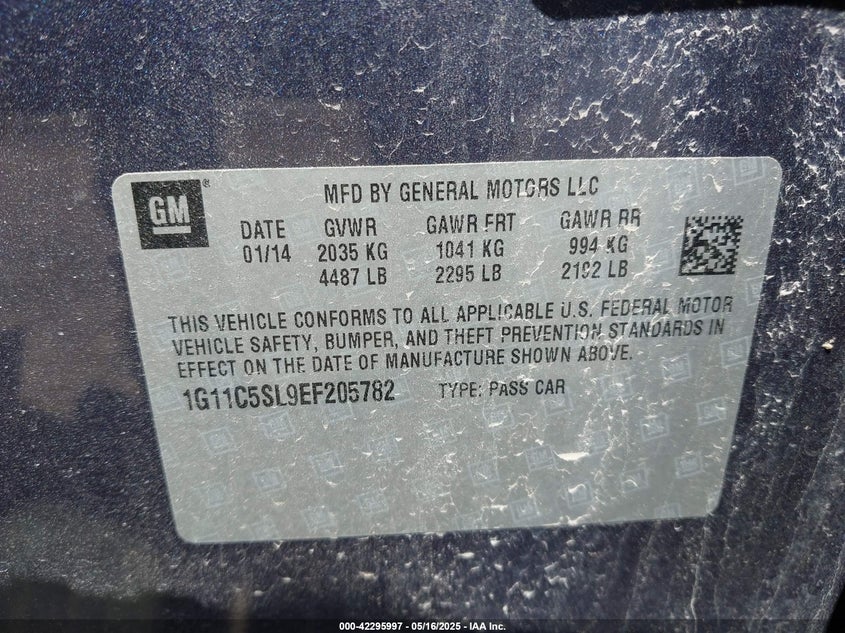 GM ®
MFD BY GENERAL MOTORS LLC
DATE GVWR GAWR FRT GAWR RR
01/14 2035 KG 1041 KG 994 KG
4487 LB 2295 LB 2192 LB
THIS VEHICLE CONFORMS TO ALL APPLICABLE U.S. FEDERAL MOTOR
VEHICLE SAFETY, BUMPER, AND THEFT PREVENTION STANDARDS IN
EFFECT ON THE DATE OF MANUFACTURE SHOWN ABOVE.
1G11C5SL9EF205782 TYPE: PASS CAR
000-42295997 - 05/16/2025 - IAA Inc.